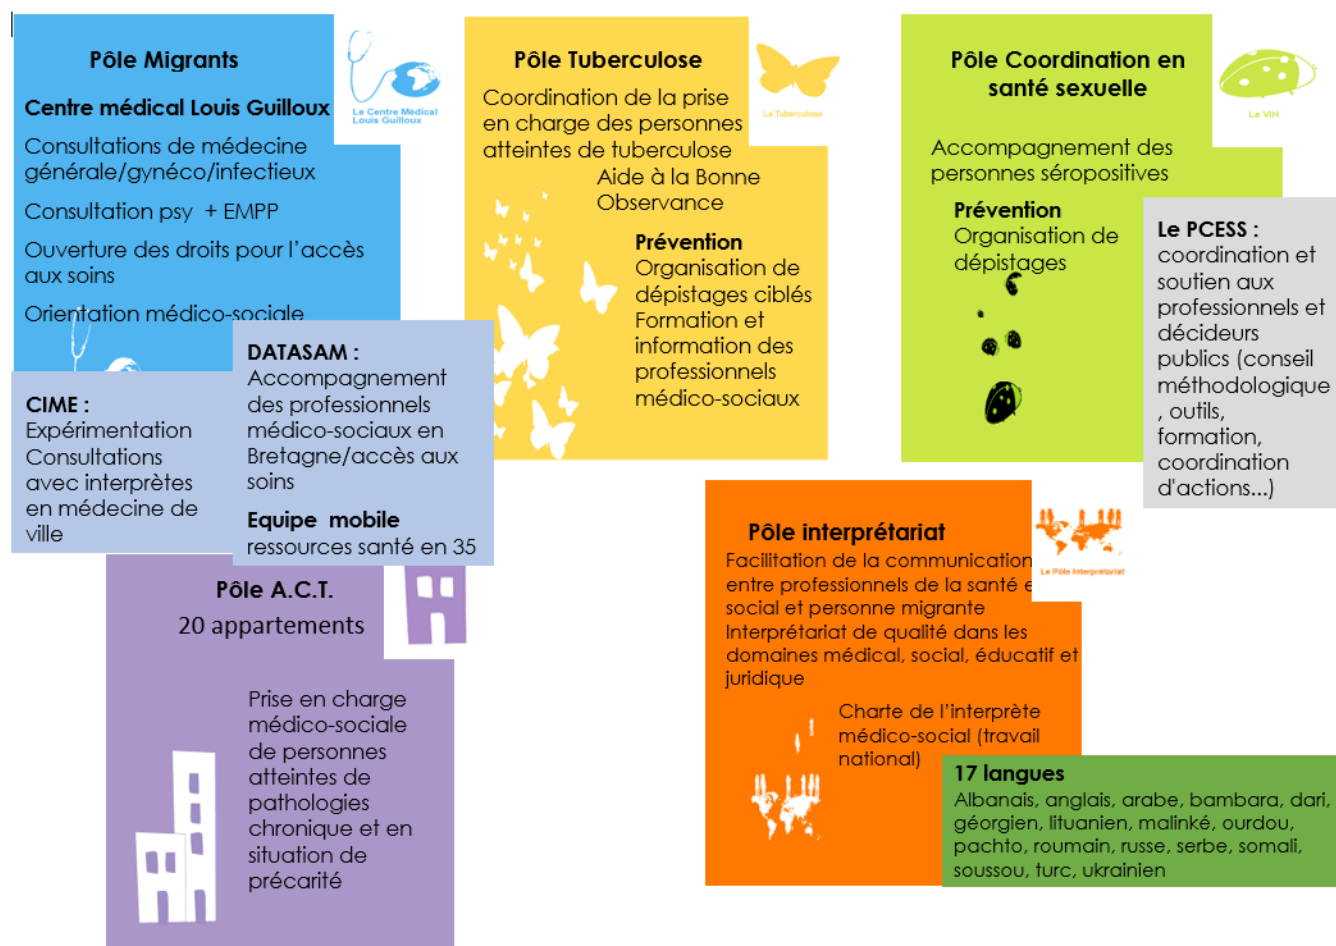 Pôle Migrants
Centre médical Louis Guilloux
Consultations de médecine
générale/gynéco/infectieux
Consultation psy + EMPP
Ouverture des droits pour l'accès
aux soins
Orientation médico-sociale
Le Centre Médical
Louis Guilloux
CIME :
Expérimentation
Consultations
avec interprètes
en médecine de
ville
DATASAM :
Accompagnement
des professionnels
médico-sociaux en
Bretagne/accès aux
soins
Equipe mobile
ressources santé en 35
Pôle Tuberculose
Coordination de la prise
en charge des personnes
atteintes de tuberculose
Aide à la Bonne
Observance
Prévention
Organisation de
dépistages ciblés
Formation et
information des
professionnels
médico-sociaux
La Tuberculose
Pôle Coordination en
santé sexuelle
Accompagnement des
personnes séropositives
Prévention
Organisation de
dépistages
Le VIH
Le PCESS :
coordination et
soutien aux
professionnels et
décideurs
publics (conseil
méthodologique
, outils,
formation,
coordination
d'actions...)
Pôle A.C.T.
20 appartements
Prise en charge
médico-sociale
de personnes
atteintes de
pathologies
chronique et en
situation de
précarité
Pôle interprétariat
Facilitation de la communication
entre professionnels de la santé e
social et personne migrante
Interprétariat de qualité dans les
domaines médical, social, éducatif et
juridique
Le Pôle Interprétariat
Charte de l'interprète
médico-social (travail
national)
17 langues
Albanais, anglais, arabe, bambara, dari,
géorgien, lituanien, malinké, ourdou,
pachto, roumain, russe, serbe, somali,
soussou, turc, ukrainien